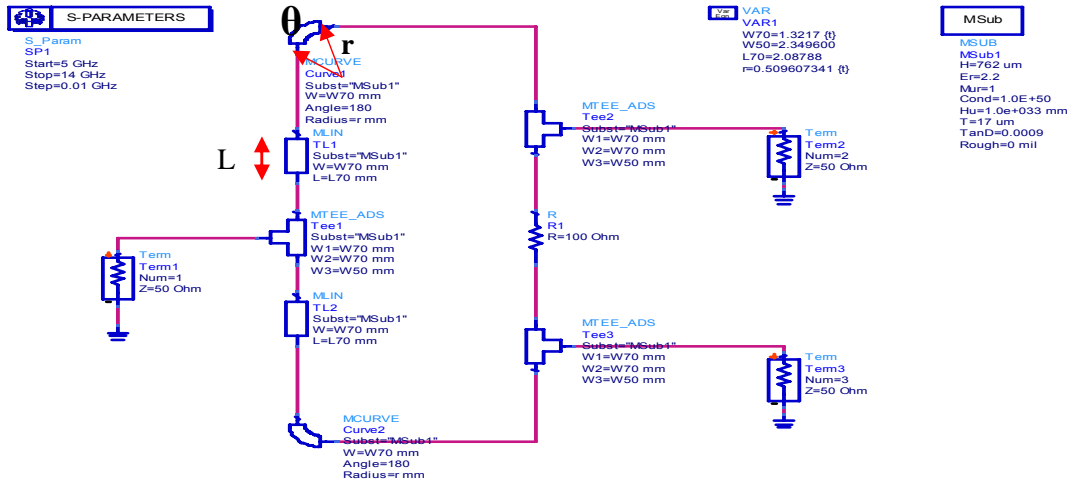 S-PARAMETERS
S_Param
SP1
Start=5 GHz
Stop=14 GHz
Step=0.01 GHz
θ
r
MCURVE
Curve1
Subst="MSub1"
W=W70 mm
Angle=180
Radius=r mm
L
MLIN
TL1
Subst="MSub1"
W=W70 mm
L=L70 mm
MTEE_ADS
Tee1
Subst="MSub1"
W1=W70 mm
W2=W70 mm
W3=W50 mm
Term
Term1
Num=1
Z=50 Ohm
MLIN
TL2
Subst="MSub1"
W=W70 mm
L=L70 mm
MCURVE
Curve2
Subst="MSub1"
W=W70 mm
Angle=180
Radius=r mm
MTEE_ADS
Tee2
Subst="MSub1"
W1=W70 mm
W2=W70 mm
W3=W50 mm
R
R1
R=100 Ohm
MTEE_ADS
Tee3
Subst="MSub1"
W1=W70 mm
W2=W70 mm
W3=W50 mm
Term
Term2
Num=2
Z=50 Ohm
Term
Term3
Num=3
Z=50 Ohm
Var
Eqn
VAR
VAR1
W70=1.3217 {t}
W50=2.349600
L70=2.08788
r=0.509607341 {t}
MSub
MSUB
MSub1
H=762 um
Er=2.2
Mur=1
Cond=1.0E+50
Hu=1.0e+033 mm
T=17 um
TanD=0.0009
Rough=0 mil